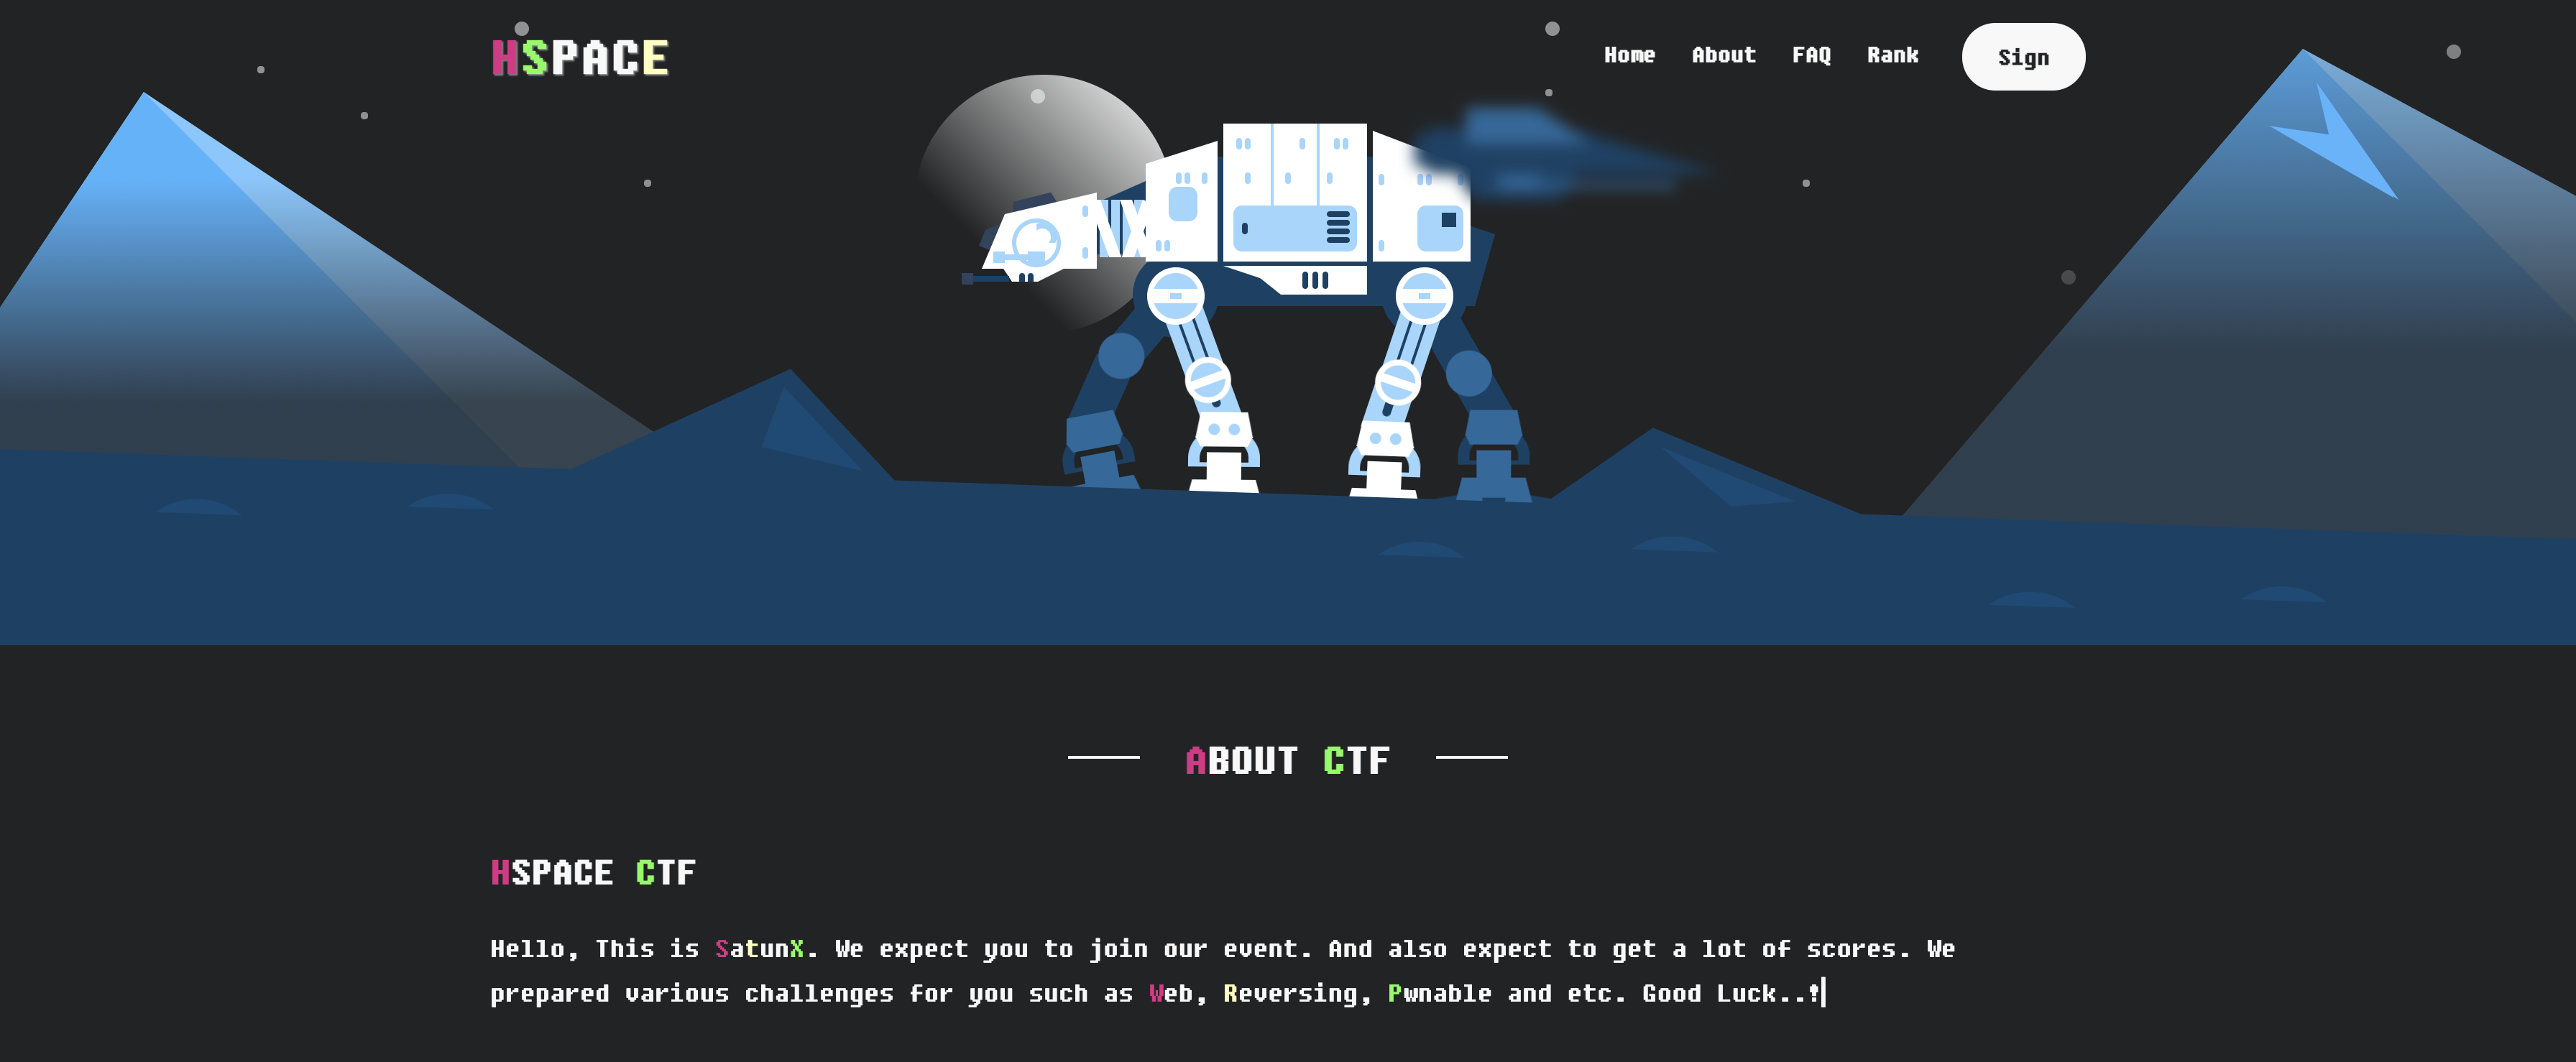 HSPACE
Home About FAQ Rank Sign
ABOUT CTF
HSPACE CTF
Hello, This is SatunX. We expect you to join our event. And also expect to get a lot of scores. We
prepared various challenges for you such as Web, Reversing, Pwnable and etc. Good Luck..!